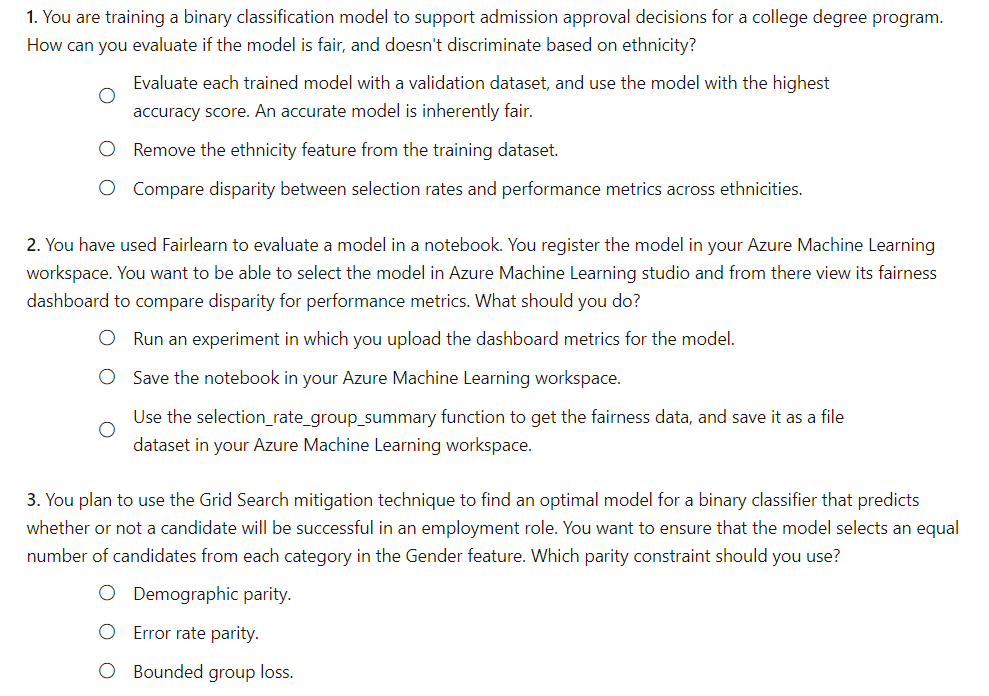 1. You are training a binary classification model to support admission approval decisions for a college degree program.
How can you evaluate if the model is fair, and doesn't discriminate based on ethnicity?
Evaluate each trained model with a validation dataset, and use the model with the highest
accuracy score. An accurate model is inherently fair.
Remove the ethnicity feature from the training dataset.
Compare disparity between selection rates and performance metrics across ethnicities.
2. You have used Fairlearn to evaluate a model in a notebook. You register the model in your Azure Machine Learning
workspace. You want to be able to select the model in Azure Machine Learning studio and from there view its fairness
dashboard to compare disparity for performance metrics. What should you do?
Run an experiment in which you upload the dashboard metrics for the model.
Save the notebook in your Azure Machine Learning workspace.
Use the selection_rate_group_summary function to get the fairness data, and save it as a file
dataset in your Azure Machine Learning workspace.
3. You plan to use the Grid Search mitigation technique to find an optimal model for a binary classifier that predicts
whether or not a candidate will be successful in an employment role. You want to ensure that the model selects an equal
number of candidates from each category in the Gender feature. Which parity constraint should you use?
Demographic parity.
Error rate parity.
Bounded group loss.